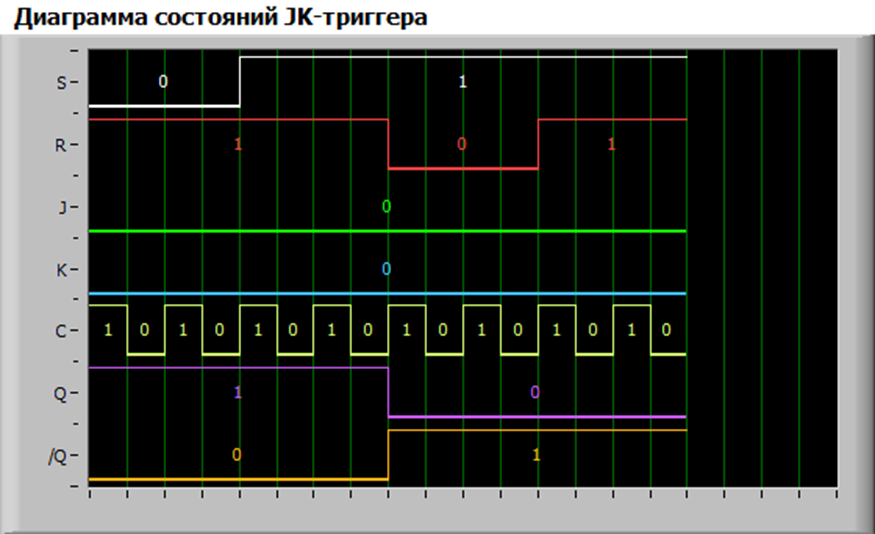 Диаграмма состояний JK-триггера
S 0 1
R 1 0 1
J 0
K 0
C 1 0 1 0 1 0 1 0 1 0 1 0 1 0 1 0
Q 1 0
/Q 0 1